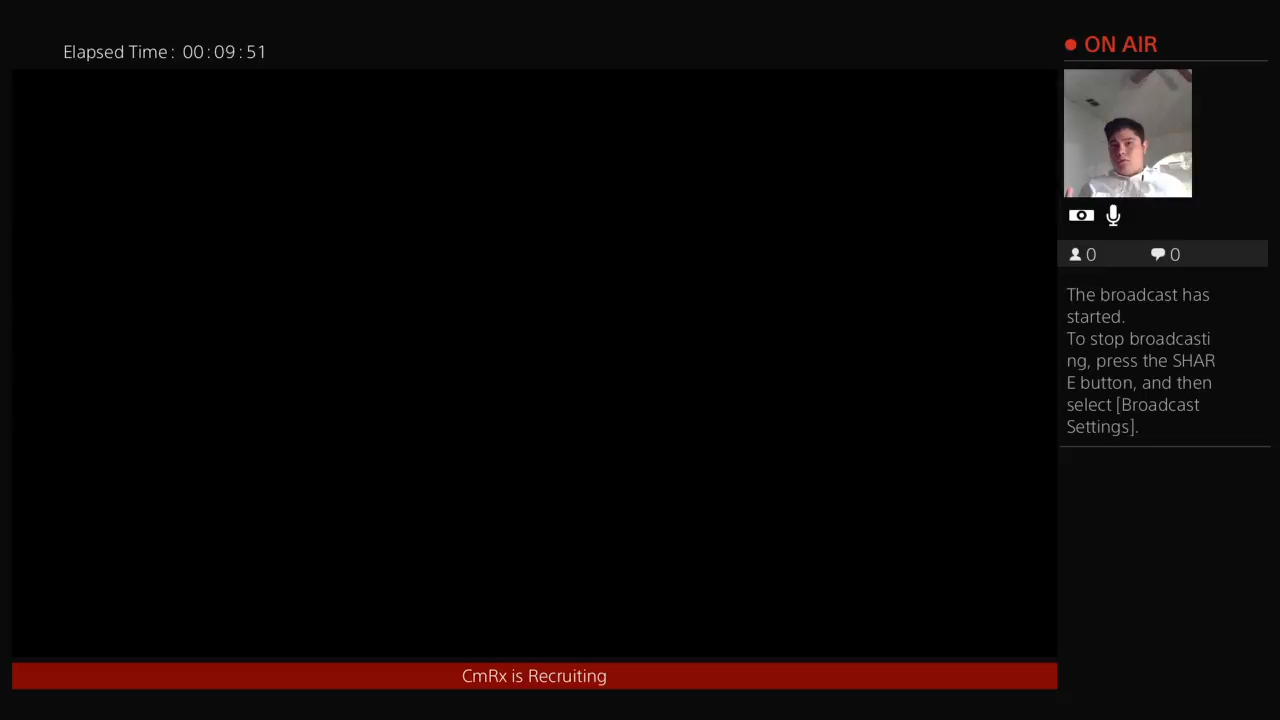 Elapsed Time: 00:09:51
ON AIR
0 0
The broadcast has
started.
To stop broadcasti
ng, press the SHAR
E button, and then
select [Broadcast
Settings].
CmRx is Recruiting